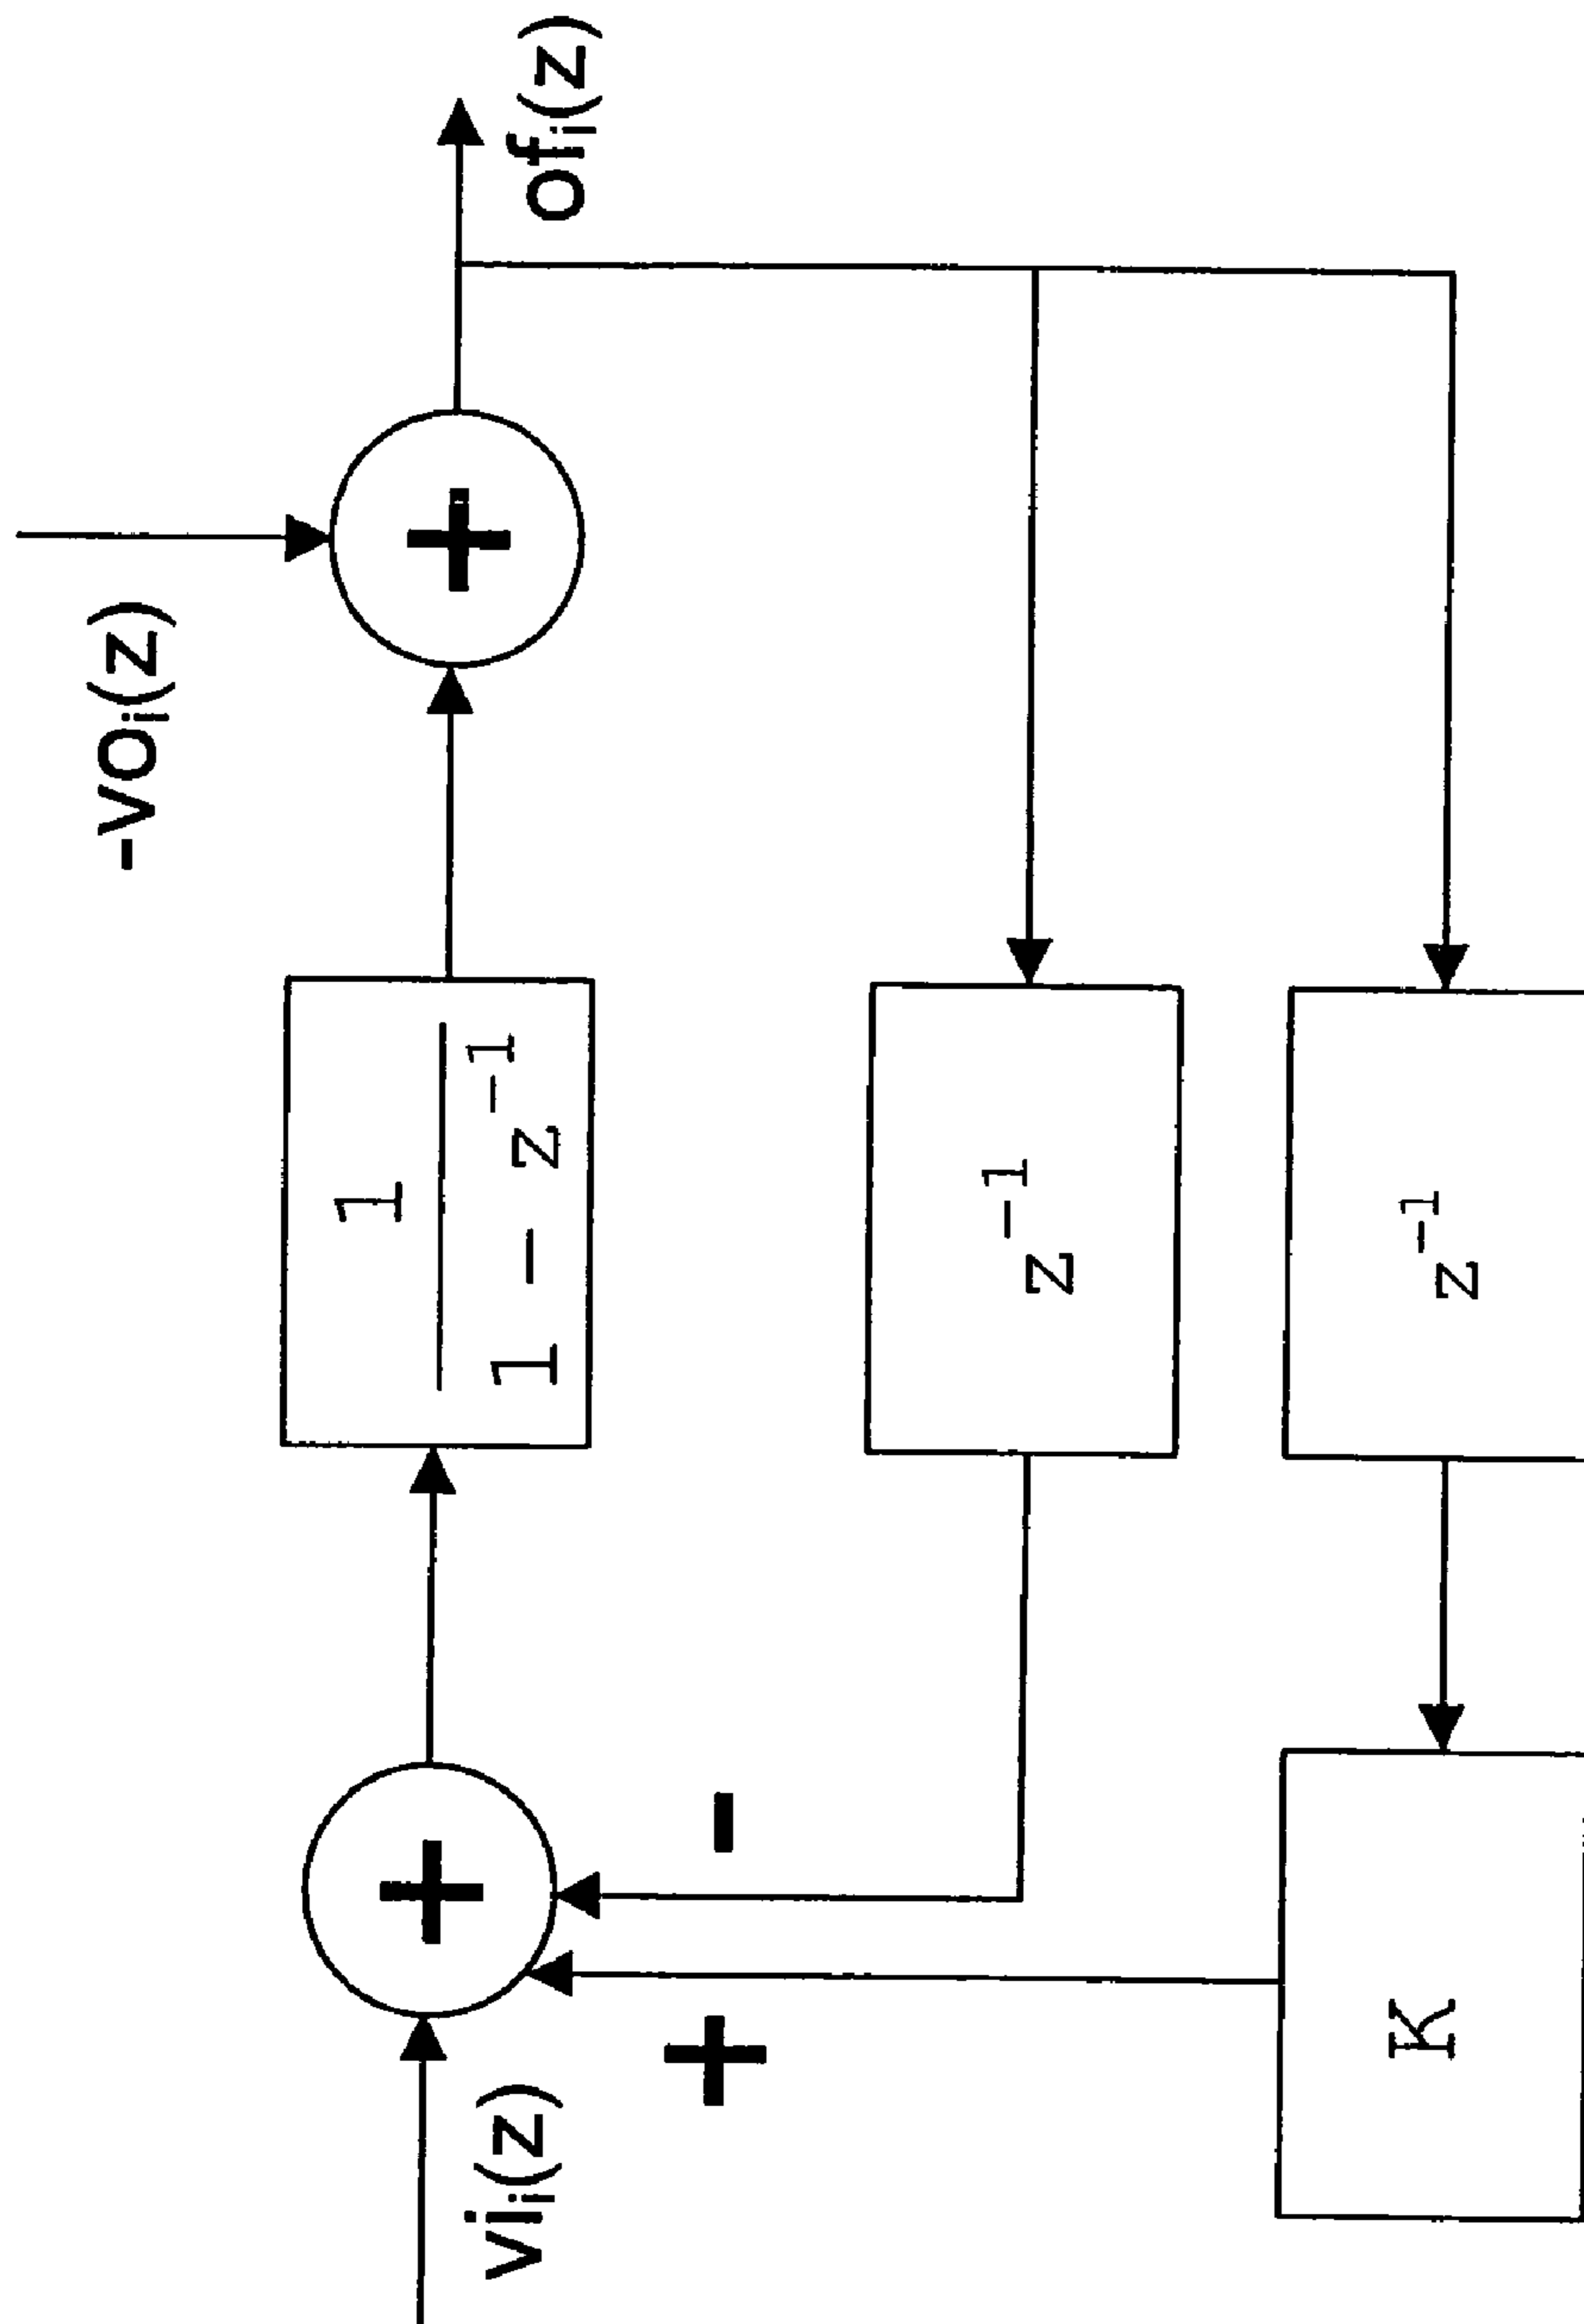 -vo_i(z)
vi_i(z)
+
1
1 - z^-1
+
of_i(z)
-
+
z^-1
K
z^-1